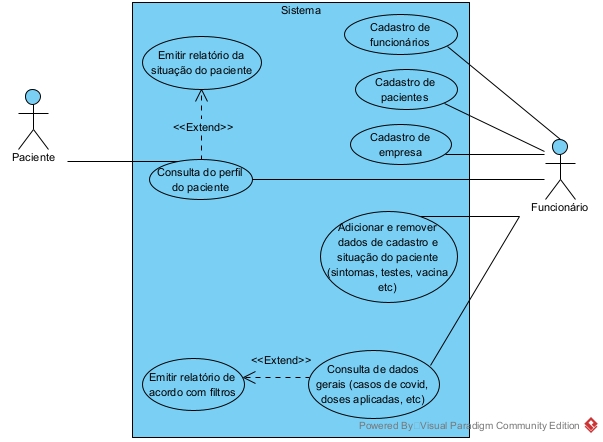 Sistema
Cadastro de
funcionários
Emitir relatório da
situação do paciente
Cadastro de
pacientes
<<Extend>>
Cadastro de
empresa
Paciente
Consulta do perfil
do paciente
Funcionário
Adicionar e remover
dados de cadastro e
situação do paciente
(sintomas, testes, vacina
etc)
<<Extend>>
Emitir relatório de
acordo com filtros
Consulta de dados
gerais (casos de covid,
doses aplicadas, etc)
Powered By: Visual Paradigm Community Edition